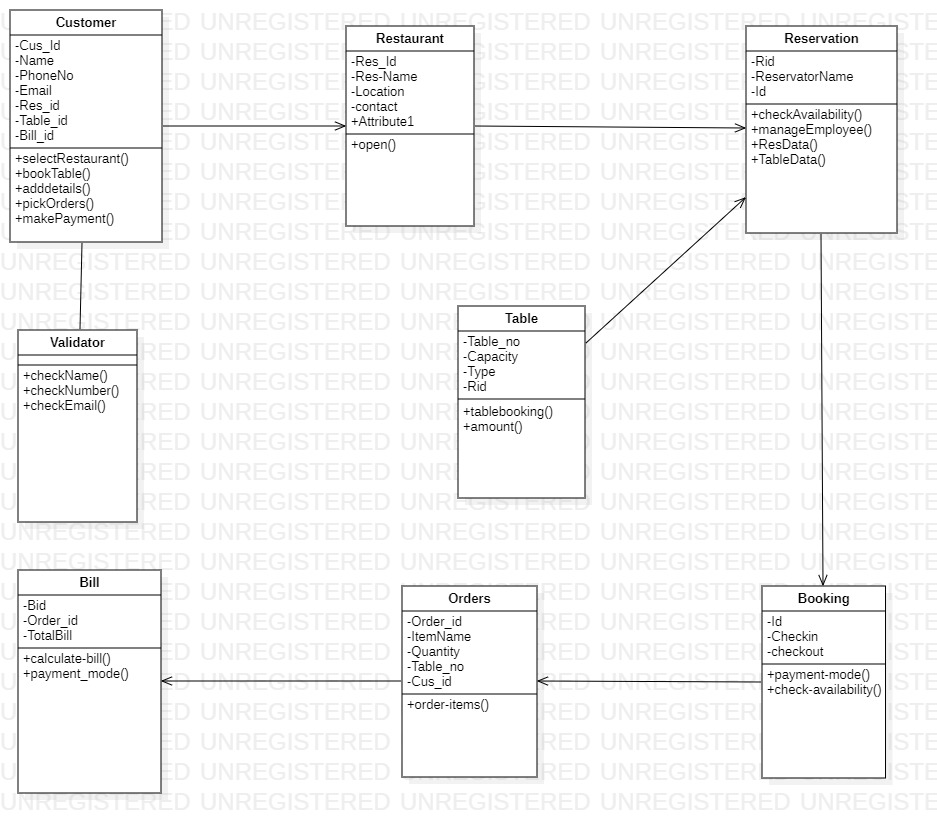 Customer
-Cus_Id
-Name
-PhoneNo
-Email
-Res_id
-Table_id
-Bill_id
+selectRestaurant()
+bookTable()
+adddetails()
+pickOrders()
+makePayment()
Restaurant
-Res_Id
-Res-Name
-Location
-contact
+Attribute1
+open()
Reservation
-Rid
-ReservatorName
-Id
+checkAvailability()
+manageEmployee()
+ResData()
+TableData()
Validator
+checkName()
+checkNumber()
+checkEmail()
Table
-Table_no
-Capacity
-Type
-Rid
+tablebooking()
+amount()
Bill
-Bid
-Order_id
-TotalBill
+calculate-bill()
+payment_mode()
Orders
-Order_id
-ItemName
-Quantity
-Table_no
-Cus_id
+order-items()
Booking
-Id
-Checkin
-checkout
+payment-mode()
+check-availability()
UNREGISTERED